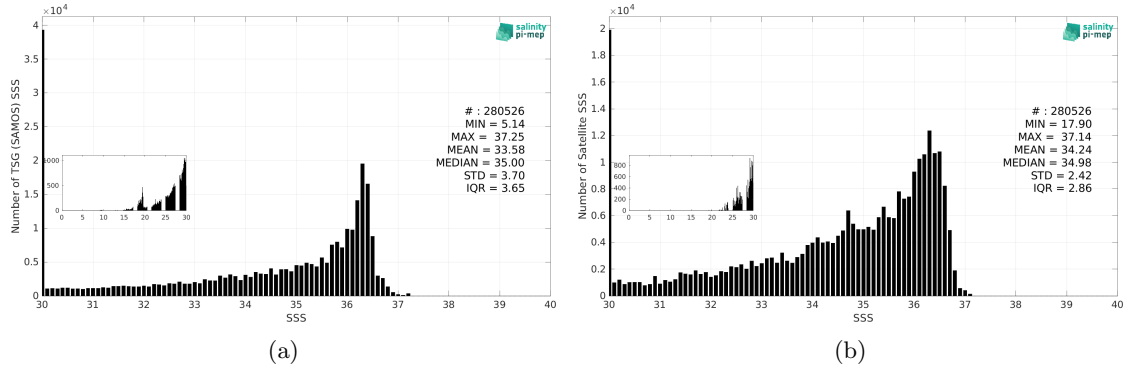 ×10⁴
4
3.5
3
2.5
2
1.5
1
0.5
0
Number of TSG (SAMOS) SSS
30 31 32 33 34 35 36 37 38 39 40
SSS
salinity
pi-mep
# : 280526
MIN = 5.14
MAX = 37.25
MEAN = 33.58
MEDIAN = 35.00
STD = 3.70
IQR = 3.65
1000
500
0
0 5 10 15 20 25 30
(a)
×10⁴
2
1.8
1.6
1.4
1.2
1
0.8
0.6
0.4
0.2
0
Number of Satellite SSS
30 31 32 33 34 35 36 37 38 39 40
SSS
salinity
pi-mep
# : 280526
MIN = 17.90
MAX = 37.14
MEAN = 34.24
MEDIAN = 34.98
STD = 2.42
IQR = 2.86
800
600
400
200
0
0 5 10 15 20 25 30
(b)